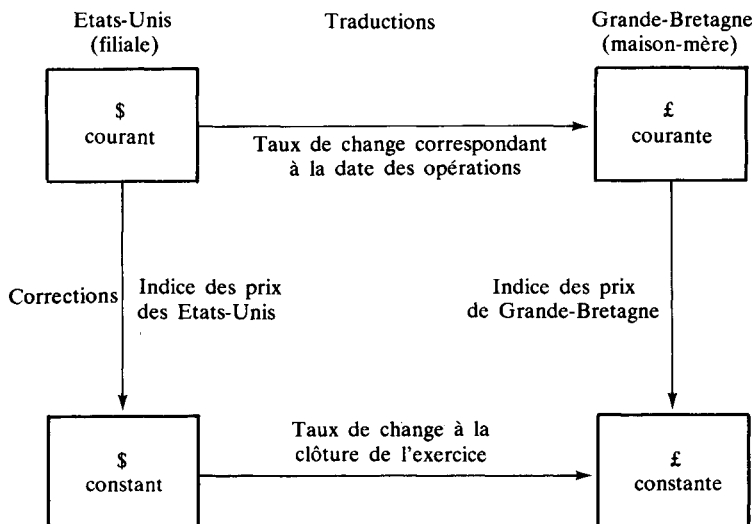 Etats-Unis
(filiale)
Traductions
Grande-Bretagne
(maison-mère)
$
courant
Taux de change correspondant
à la date des opérations
£
courante
Corrections
Indice des prix
des Etats-Unis
Indice des prix
de Grande-Bretagne
$
constant
Taux de change à la
clôture de l'exercice
£
constante